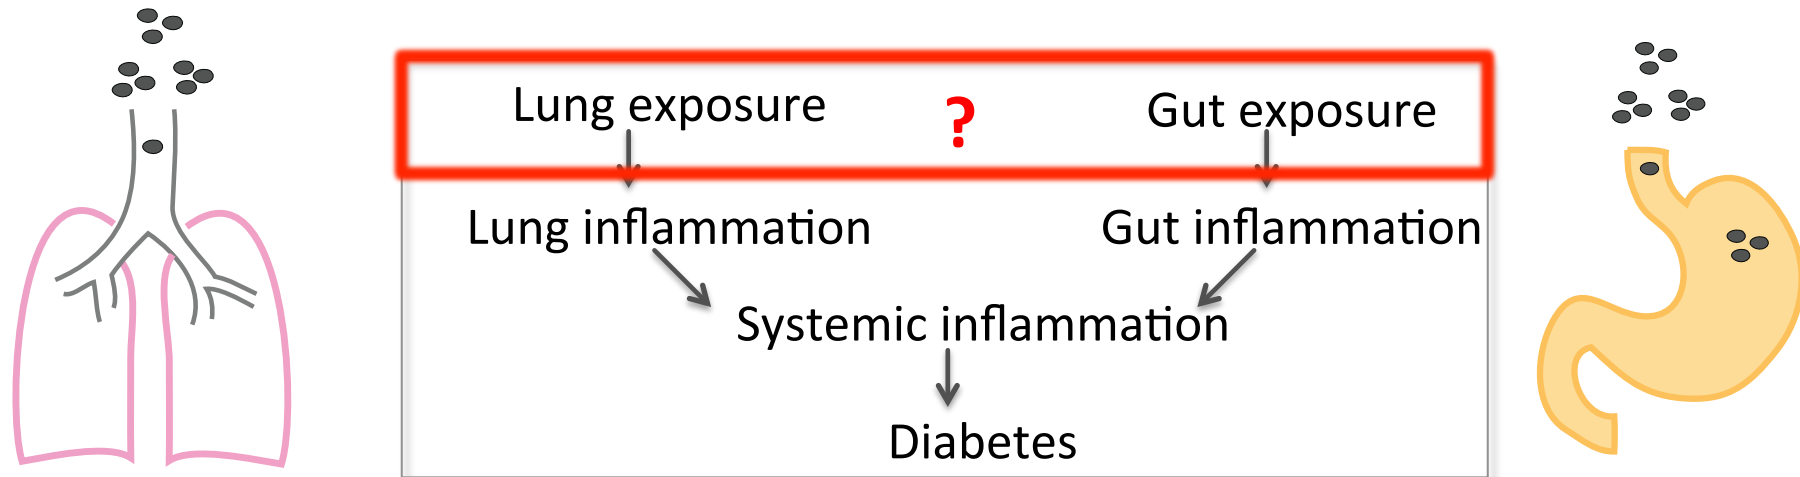 Lung exposure ? Gut exposure
Lung inflammation Gut inflammation
Systemic inflammation
Diabetes